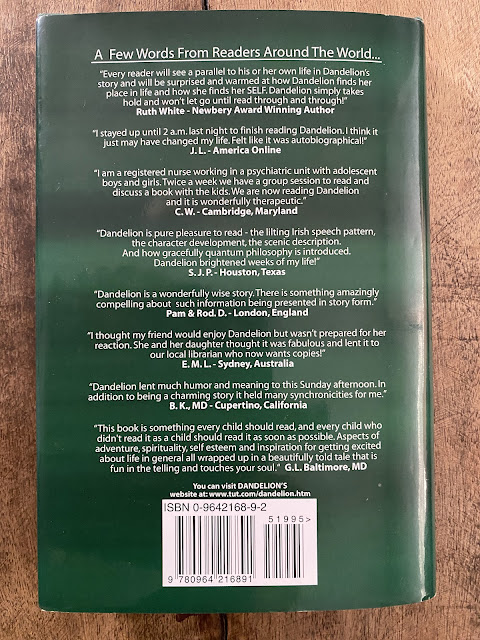 A Few Words From Readers Around The World...
"Every reader will see a parallel to his or her own life in Dandelion's
story and will be surprised and warmed at how Dandelion finds her
place in life and how she finds her SELF. Dandelion simply takes
hold and won't let go until read through and through!"
Ruth White - Newbery Award Winning Author
"I stayed up until 2 a.m. last night to finish reading Dandelion. I think it
just may have changed my life. Felt like it was autobiographical!"
J. L. - America Online
"I am a registered nurse working in a psychiatric unit with adolescent
boys and girls. Twice a week we have a group session to read and
discuss a book with the kids. We are now reading Dandelion
and it is wonderfully therapeutic."
C. W. - Cambridge, Maryland
"Dandelion is pure pleasure to read - the lilting Irish speech pattern,
the character development, the scenic description.
And how gracefully quantum philosophy is introduced.
Dandelion brightened weeks of my life!"
S. J. P. - Houston, Texas
"Dandelion is a wonderfully wise story. There is something amazingly
compelling about such information being presented in story form."
Pam & Rod. D. - London, England
"I thought my friend would enjoy Dandelion but wasn't prepared for her
reaction. She and her daughter thought it was fabulous and lent it to
our local librarian who now wants copies!"
E. M. L. - Sydney, Australia
"Dandelion lent much humor and meaning to this Sunday afternoon. In
addition to being a charming story it held many synchronicities for me."
B. K., MD - Cupertino, California
"This book is something every child should read, and every child who
didn't read it as a child should read it as soon as possible. Aspects of
adventure, spirituality, self esteem and inspiration for getting excited
about life in general all wrapped up in a beautifully told tale that is
fun in the telling and touches your soul." G.L. Baltimore, MD
You can visit DANDELION'S
website at: www.tut.com/dandelion.htm
ISBN 0-9642168-9-2
51995>
9 780964 216891